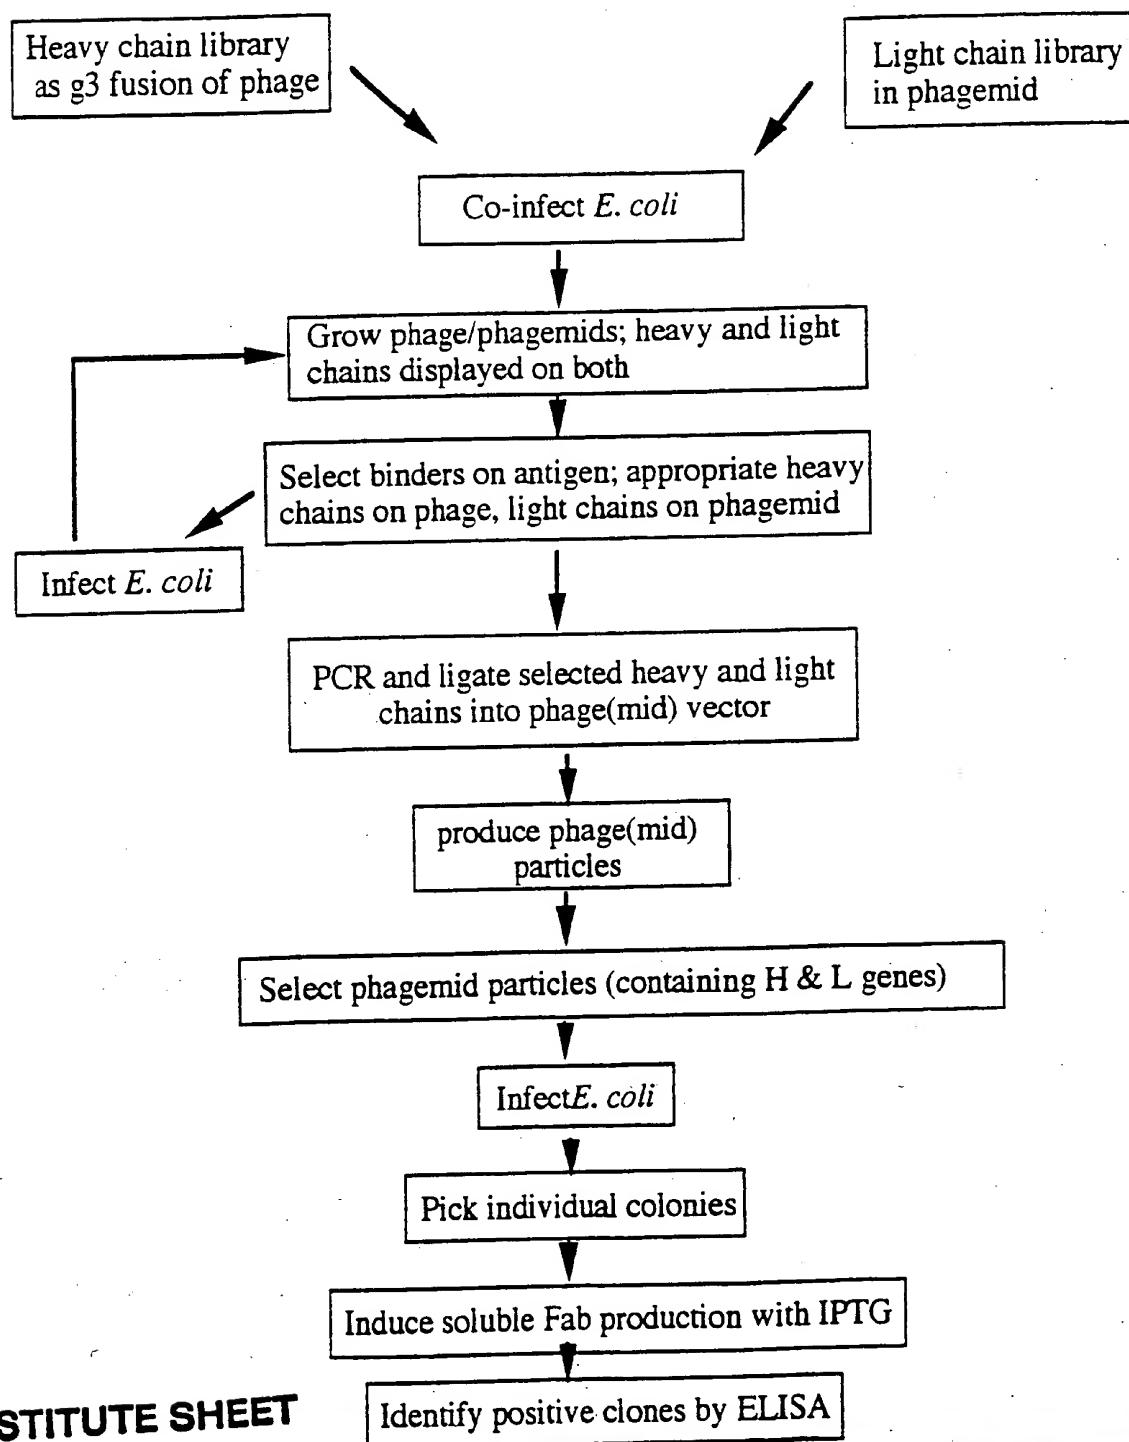 Heavy chain library
as g3 fusion of phage
Light chain library
in phagemid
Co-infect E. coli
Grow phage/phagemids; heavy and light
chains displayed on both
Select binders on antigen; appropriate heavy
chains on phage, light chains on phagemid
Infect E. coli
PCR and ligate selected heavy and light
chains into phage(mid) vector
produce phage(mid)
particles
Select phagemid particles (containing H & L genes)
InfectE. coli
Pick individual colonies
Induce soluble Fab production with IPTG
Identify positive clones by ELISA
STITUTE SHEET